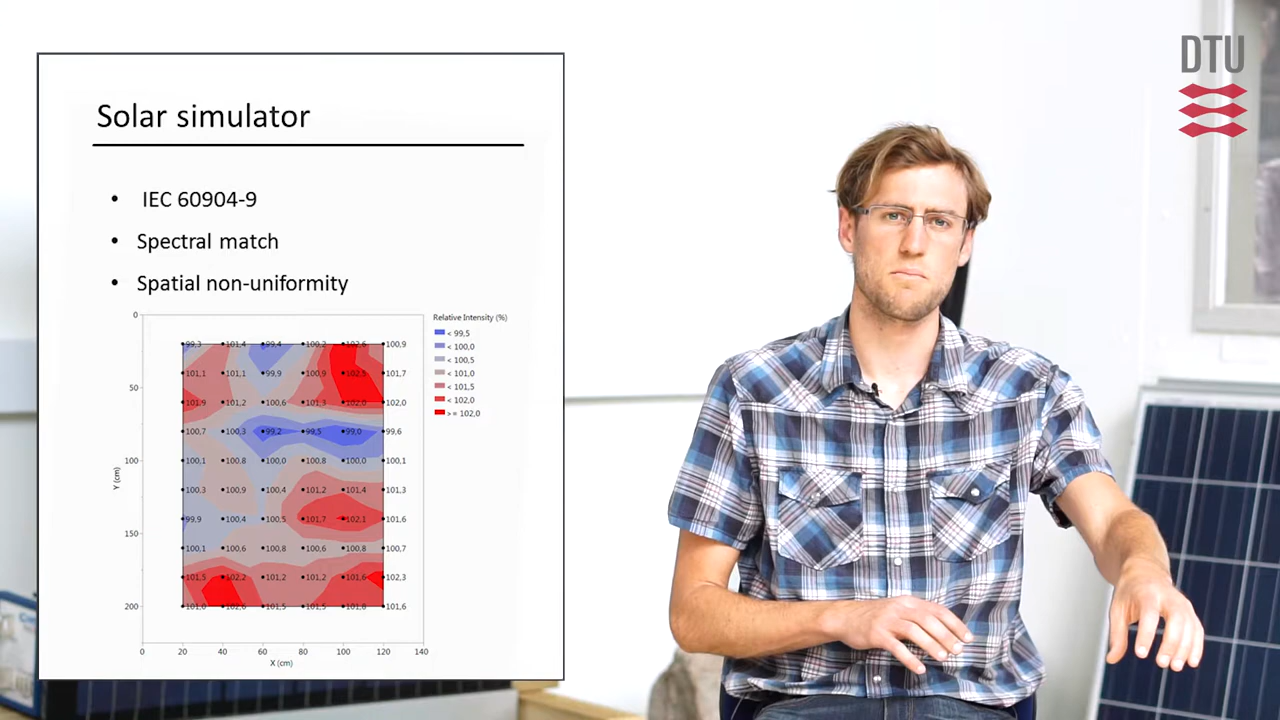 DTU
Solar simulator
• IEC 60904-9
• Spectral match
• Spatial non-uniformity
Relative Intensity (%)
< 99,5
< 100,0
< 100,5
< 101,0
< 101,5
< 102,0
>= 102,0
0
99,3 101,4 99,4 100,2 102,6 100,9
101,1 101,1 99,9 100,9 102,5 101,7
50
101,9 101,2 100,6 101,3 102,0 102,0
100,7 100,3 99,2 99,5 99,0 99,6
100
100,1 100,8 100,0 100,8 100,0 100,1
Y (cm)
100,3 100,9 100,4 101,2 101,4 101,3
150
99,9 100,4 100,5 101,7 102,1 101,6
100,1 100,6 100,8 100,6 100,8 100,7
101,5 102,2 101,2 101,2 101,6 102,3
200
101,0 102,6 101,5 101,5 101,8 101,6
0 20 40 60 80 100 120 140
X (cm)